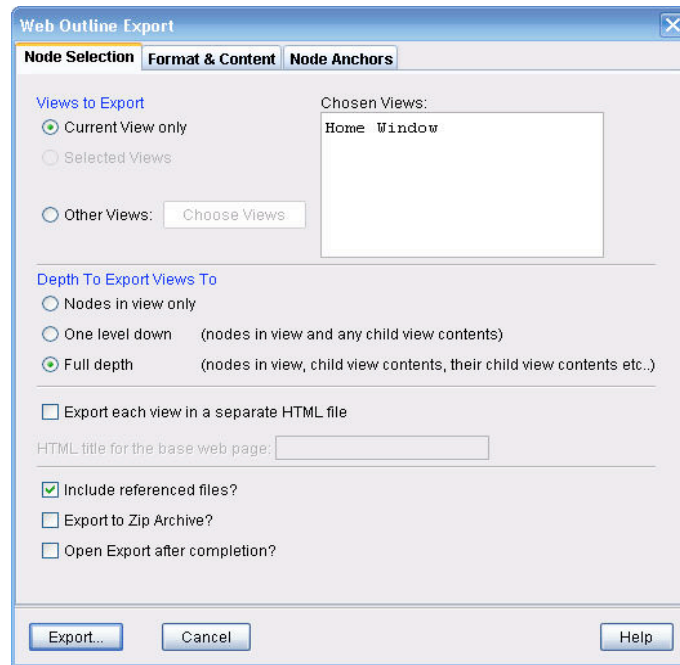 Web Outline Export
Node Selection Format & Content Node Anchors
Views to Export
Chosen Views:
Current View only
Home Window
Selected Views
Other Views: Choose Views
Depth To Export Views To
Nodes in view only
One level down (nodes in view and any child view contents)
Full depth (nodes in view, child view contents, their child view contents etc..)
Export each view in a separate HTML file
HTML title for the base web page:
Include referenced files?
Export to Zip Archive?
Open Export after completion?
Export... Cancel Help